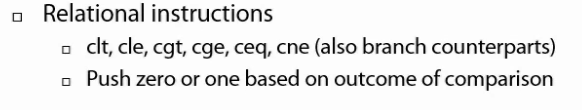 Relational instructions
clt, cle, cgt, cge, ceq, cne (also branch counterparts)
Push zero or one based on outcome of comparison